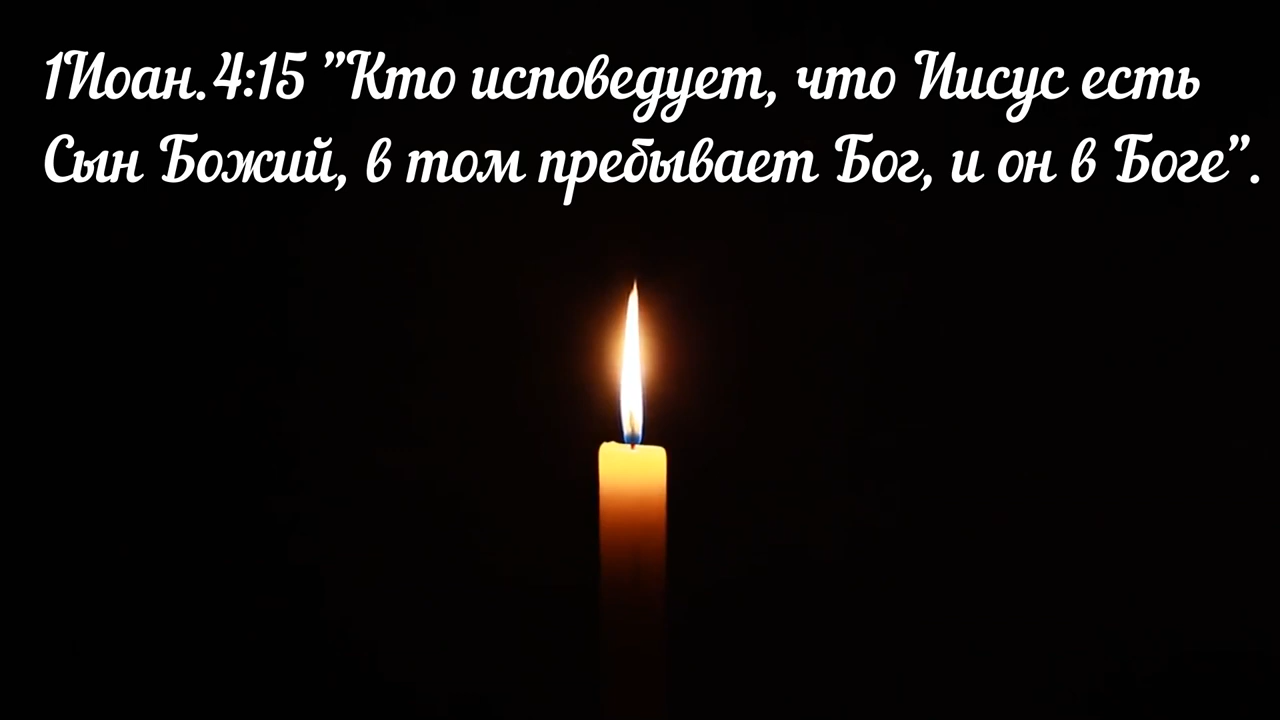 1Иоан.4:15 "Кто исповедует, что Иисус есть
Сын Божий, в том пребывает Бог, и он в Боге".